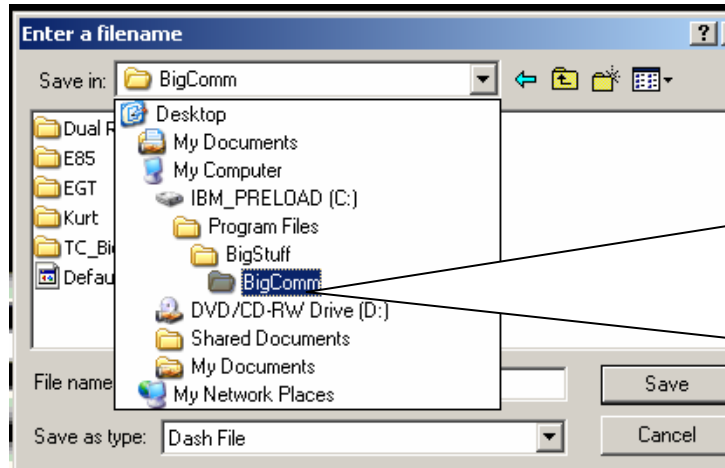 Enter a filename ?
Save in: BigComm
Desktop
My Documents
My Computer
IBM_PRELOAD (C:)
Program Files
BigStuff
BigComm
DVD/CD-RW Drive (D:)
Shared Documents
My Documents
My Network Places
Dual R
E85
EGT
Kurt
TC_Bi
Defau
File name
Save
Save as type: Dash File
Cancel